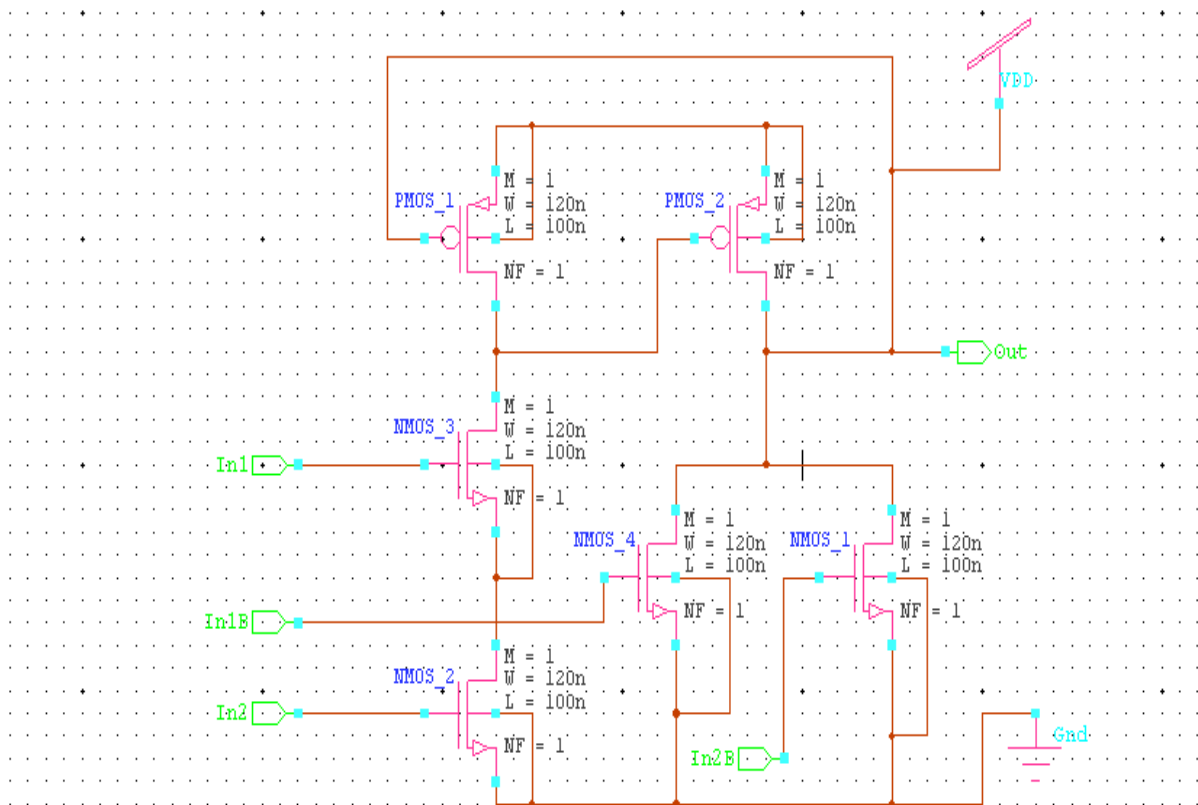 VDD
PMOS_1
M = 1
W = 120n
L = 100n
NF = 1
PMOS_2
M = 1
W = 120n
L = 100n
NF = 1
Out
NMOS_3
M = 1
W = 120n
L = 100n
NF = 1
In1
NMOS_4
M = 1
W = 120n
L = 100n
NF = 1
NMOS_1
M = 1
W = 120n
L = 100n
NF = 1
In1B
NMOS_2
M = 1
W = 120n
L = 100n
NF = 1
In2
In2B
Gnd